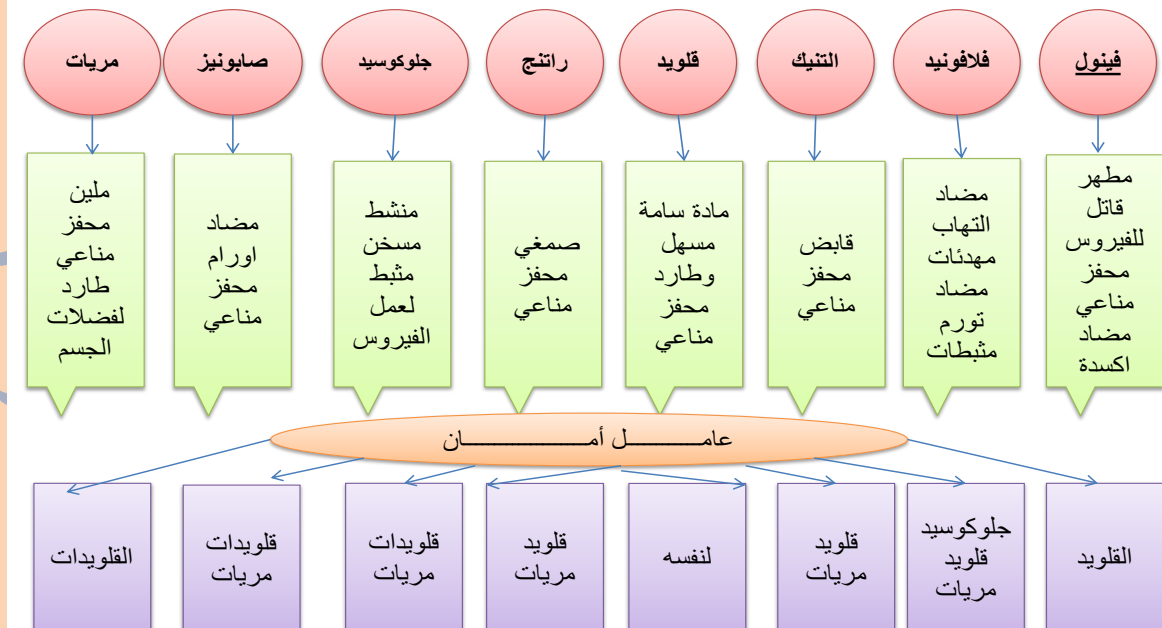 فينول
فلافونيد
التنيك
قلويد
راتنج
جلوكوسيد
صابونيز
مريات
مطهر
قاتل
للفيروس
محفز
مناعي
مضاد
اكسدة
مضاد
التهاب
مهدئات
مضاد
تورم
مثبطات
قابض
محفز
مناعي
مادة سامة
مسهل
وطارد
محفز
مناعي
صمغي
محفز
مناعي
منشط
مسخن
مثبط
لعمل
الفيروس
مضاد
اورام
محفز
مناعي
ملين
محفز
مناعي
طارد
لفضلات
الجسم
عامــــــــل أمــــــــــــان
القلويد
جلوكوسيد
قلويد
مريات
قلويد
مريات
لنفسه
قلويد
مريات
قلويدات
مريات
قلويدات
مريات
القلويدات